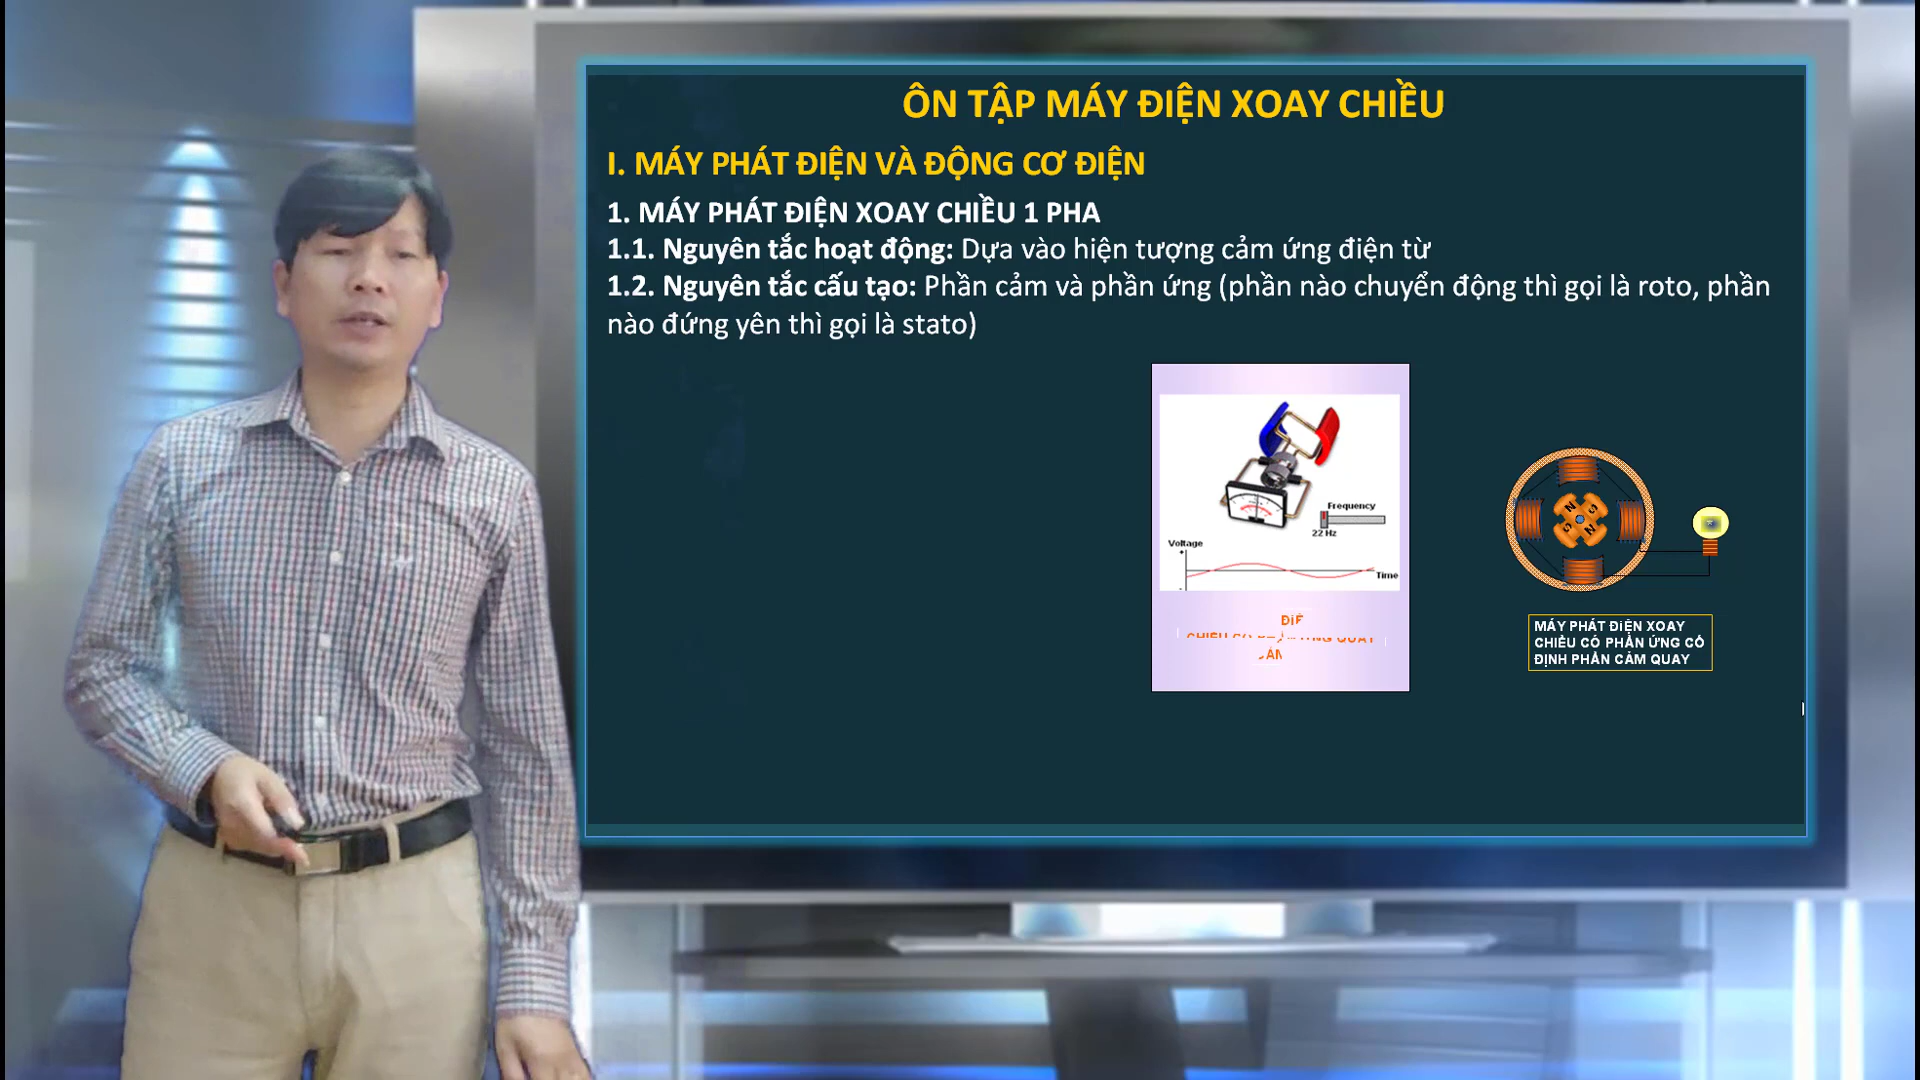 ÔN TẬP MÁY ĐIỆN XOAY CHIỀU
I. MÁY PHÁT ĐIỆN VÀ ĐỘNG CƠ ĐIỆN
1. MÁY PHÁT ĐIỆN XOAY CHIỀU 1 PHA
1.1. Nguyên tắc hoạt động: Dựa vào hiện tượng cảm ứng điện từ
1.2. Nguyên tắc cấu tạo: Phần cảm và phần ứng (phần nào chuyển động thì gọi là roto, phần
nào đứng yên thì gọi là stato)
Frequency
22 Hz
Voltage
+
Time
-
QUAY
N
S
S
N
MÁY PHÁT ĐIỆN XOAY
CHIỀU CÓ PHẦN ỨNG CỐ
ĐỊNH PHẦN CẢM QUAY